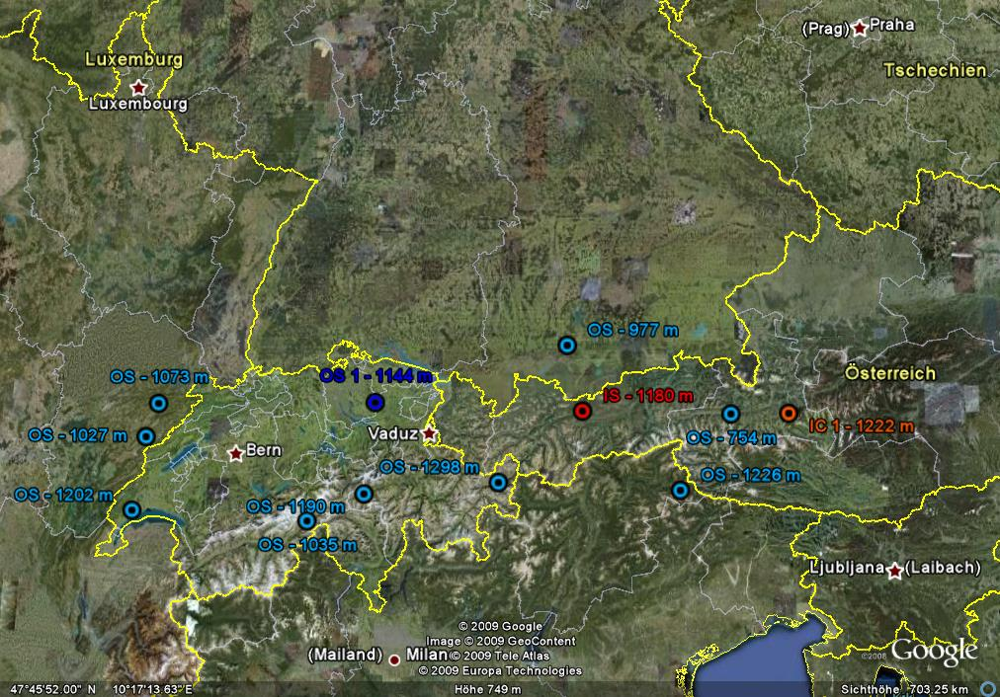 (Prag) Praha
Luxemburg
Tschechien
Luxembourg
OS - 977 m
OS - 1073 m
OS 1 - 1144 m
Österreich
IS - 1180 m
OS - 1027 m
Vaduz
OS - 754 m
IC 1 - 1222 m
Bern
OS - 1298 m
OS - 1226 m
OS - 1202 m
OS - 1190 m
OS - 1035 m
Ljubljana (Laibach)
© 2009 Google
Image © 2009 GeoContent
(Mailand) Milan © 2009 Tele Atlas
© 2009 Europa Technologies
©2008 Google
47°45'52.00" N 10°17'13.63"E Höhe 749 m Sichthöhe 703.25 km